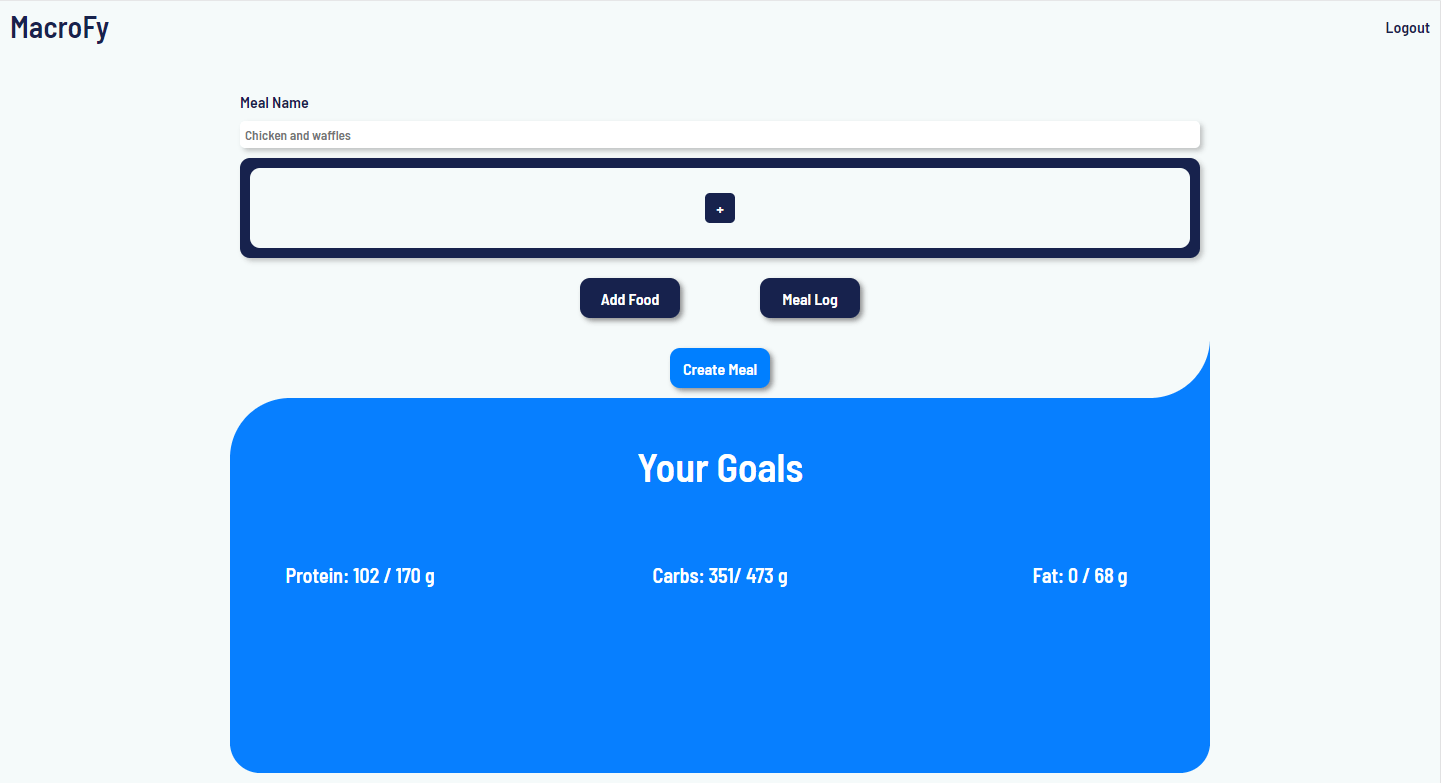 MacroFy
Logout
Meal Name
Chicken and waffles
+
Add Food
Meal Log
Create Meal
Your Goals
Protein: 102 / 170 g
Carbs: 351/ 473 g
Fat: 0 / 68 g